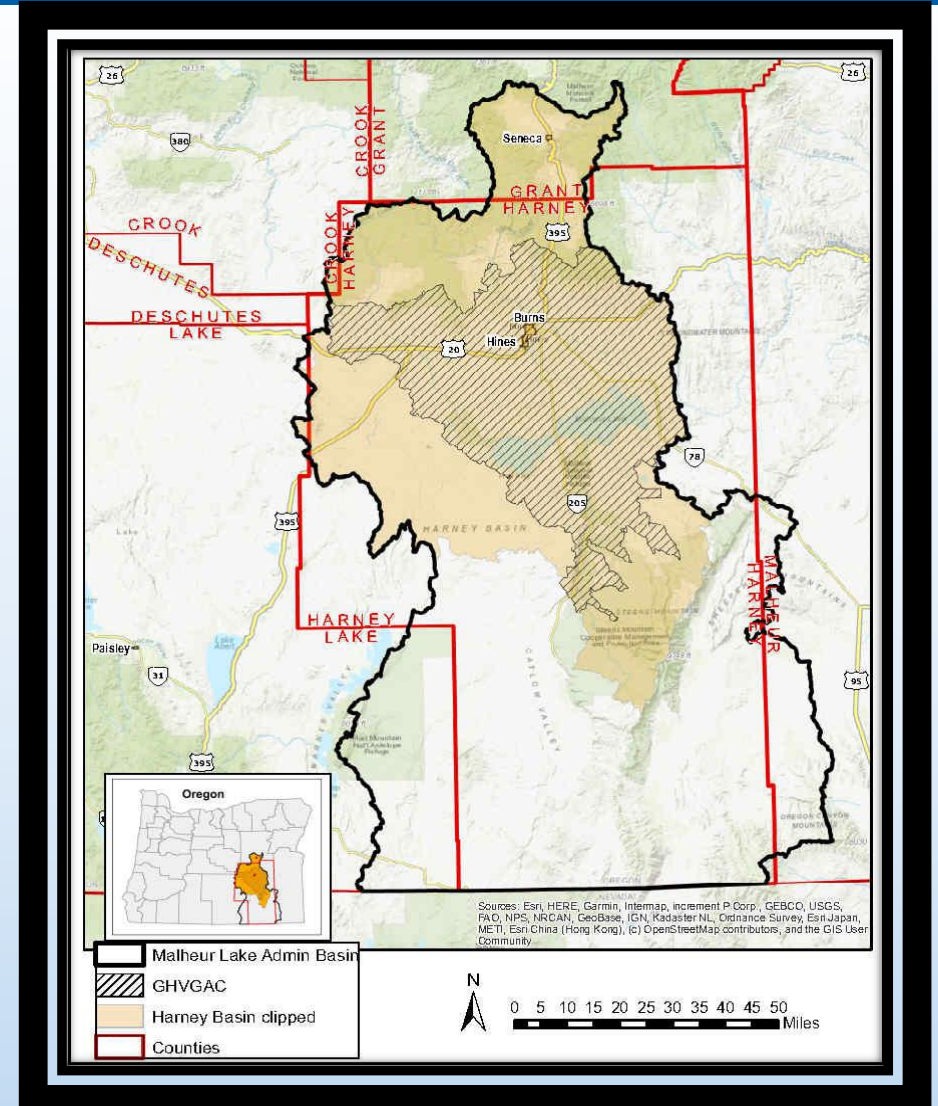 26
26
380
CROOK
GRANT
Seneca
GRANT
HARNEY
CROOK
HARNEY
395
CROOK
DESCHUTES
DESCHUTES
LAKE
Burns
Hines
20
78
205
395
HARNEY BASIN
MALHEUR
HARNEY
HARNEY
LAKE
Paisley
31
CATLOW VALLEY
95
395
Oregon
OREGON
NEVADA
Sources: Esri, HERE, Garmin, Intermap, increment P Corp., GEBCO, USGS,
FAO, NPS, NRCAN, GeoBase, IGN, Kadaster NL, Ordnance Survey, Esri Japan,
METI, Esri China (Hong Kong), (c) OpenStreetMap contributors, and the GIS User
Community
Malheur Lake Admin Basin
GHVGAC
Harney Basin clipped
Counties
N
0 5 10 15 20 25 30 35 40 45 50
Miles